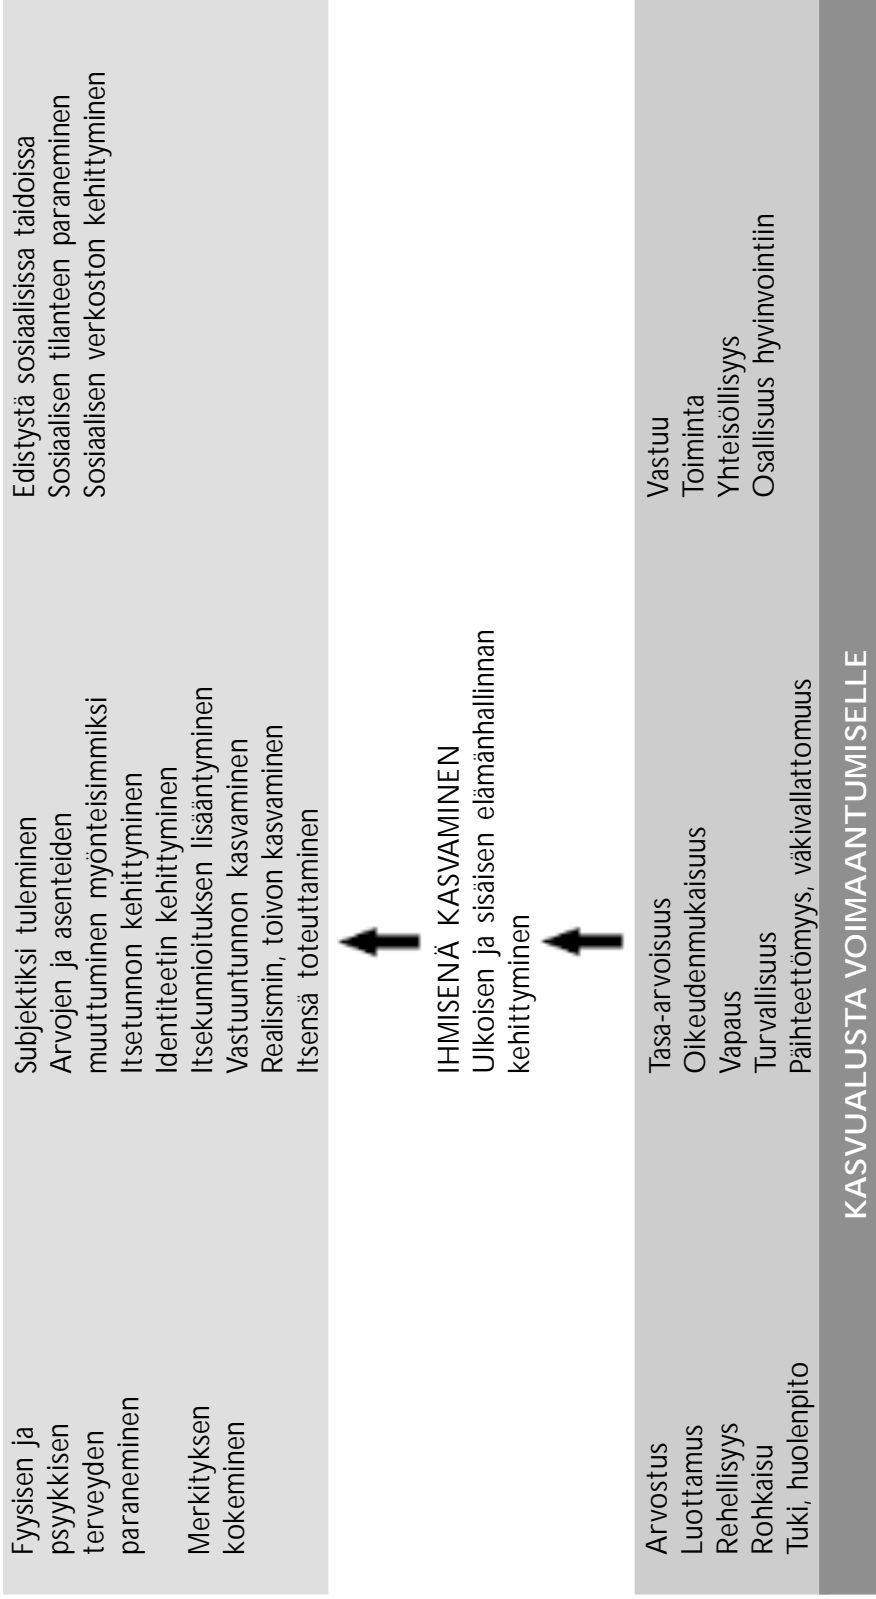 Fyysisen ja
psyykkisen
terveyden
paraneminen
Merkityksen
kokeminen
Subjektiksi tuleminen
Arvojen ja asenteiden
muuttuminen myönteisimmiksi
Itsetunnon kehittyminen
Identiteetin kehittyminen
Itsekunnioituksen lisääntyminen
Vastuuntunnon kasvaminen
Realismin, toivon kasvaminen
Itsensä toteuttaminen
Edistystä sosiaalisissa taidoissa
Sosiaalisen tilanteen paraneminen
Sosiaalisen verkoston kehittyminen
IHMISENÄ KASVAMINEN
Ulkoisen ja sisäisen elämänhallinnan
kehittyminen
Arvostus
Luottamus
Rehellisyys
Rohkaisu
Tuki, huolenpito
Tasa-arvoisuus
Oikeudenmukaisuus
Vapaus
Turvallisuus
Päihteettömyys, väkivallattomuus
Vastuu
Toiminta
Yhteisöllisyys
Osallisuus hyvinvointiin
KASVUALUSTA VOIMAANTUMISELLE